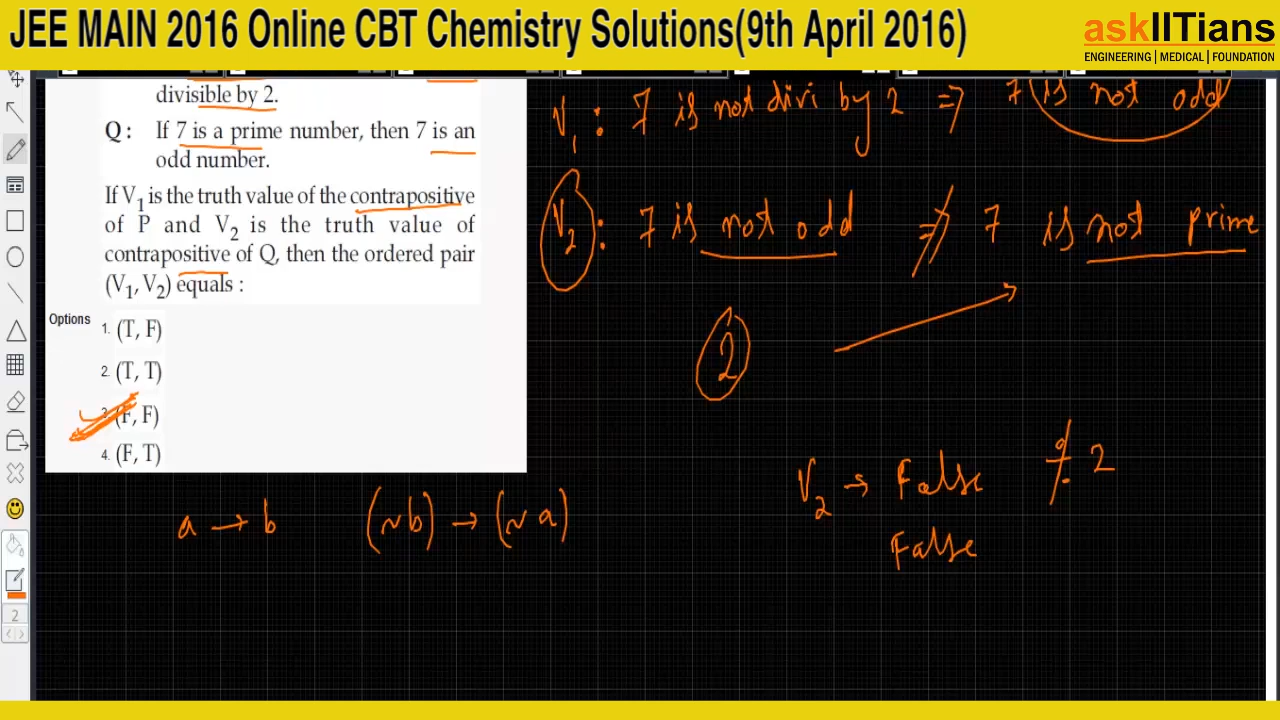 JEE MAIN 2016 Online CBT Chemistry Solutions(9th April 2016)
askIITians
ENGINEERING | MEDICAL | FOUNDATION
divisible by 2.
Q: If 7 is a prime number, then 7 is an
odd number.
If V1 is the truth value of the contrapositive
of P and V2 is the truth value of
contrapositive of Q, then the ordered pair
(V1, V2) equals :
Options
1. (T, F)
2. (T, T)
3. (F, F)
4. (F, T)
V1 : 7 is not divi by 2 ⇒ 7 is not odd
V2 : 7 is not odd ⇒ 7 is not prime
2
V2 → False
% 2
False
a → b (~b) → (~a)
2